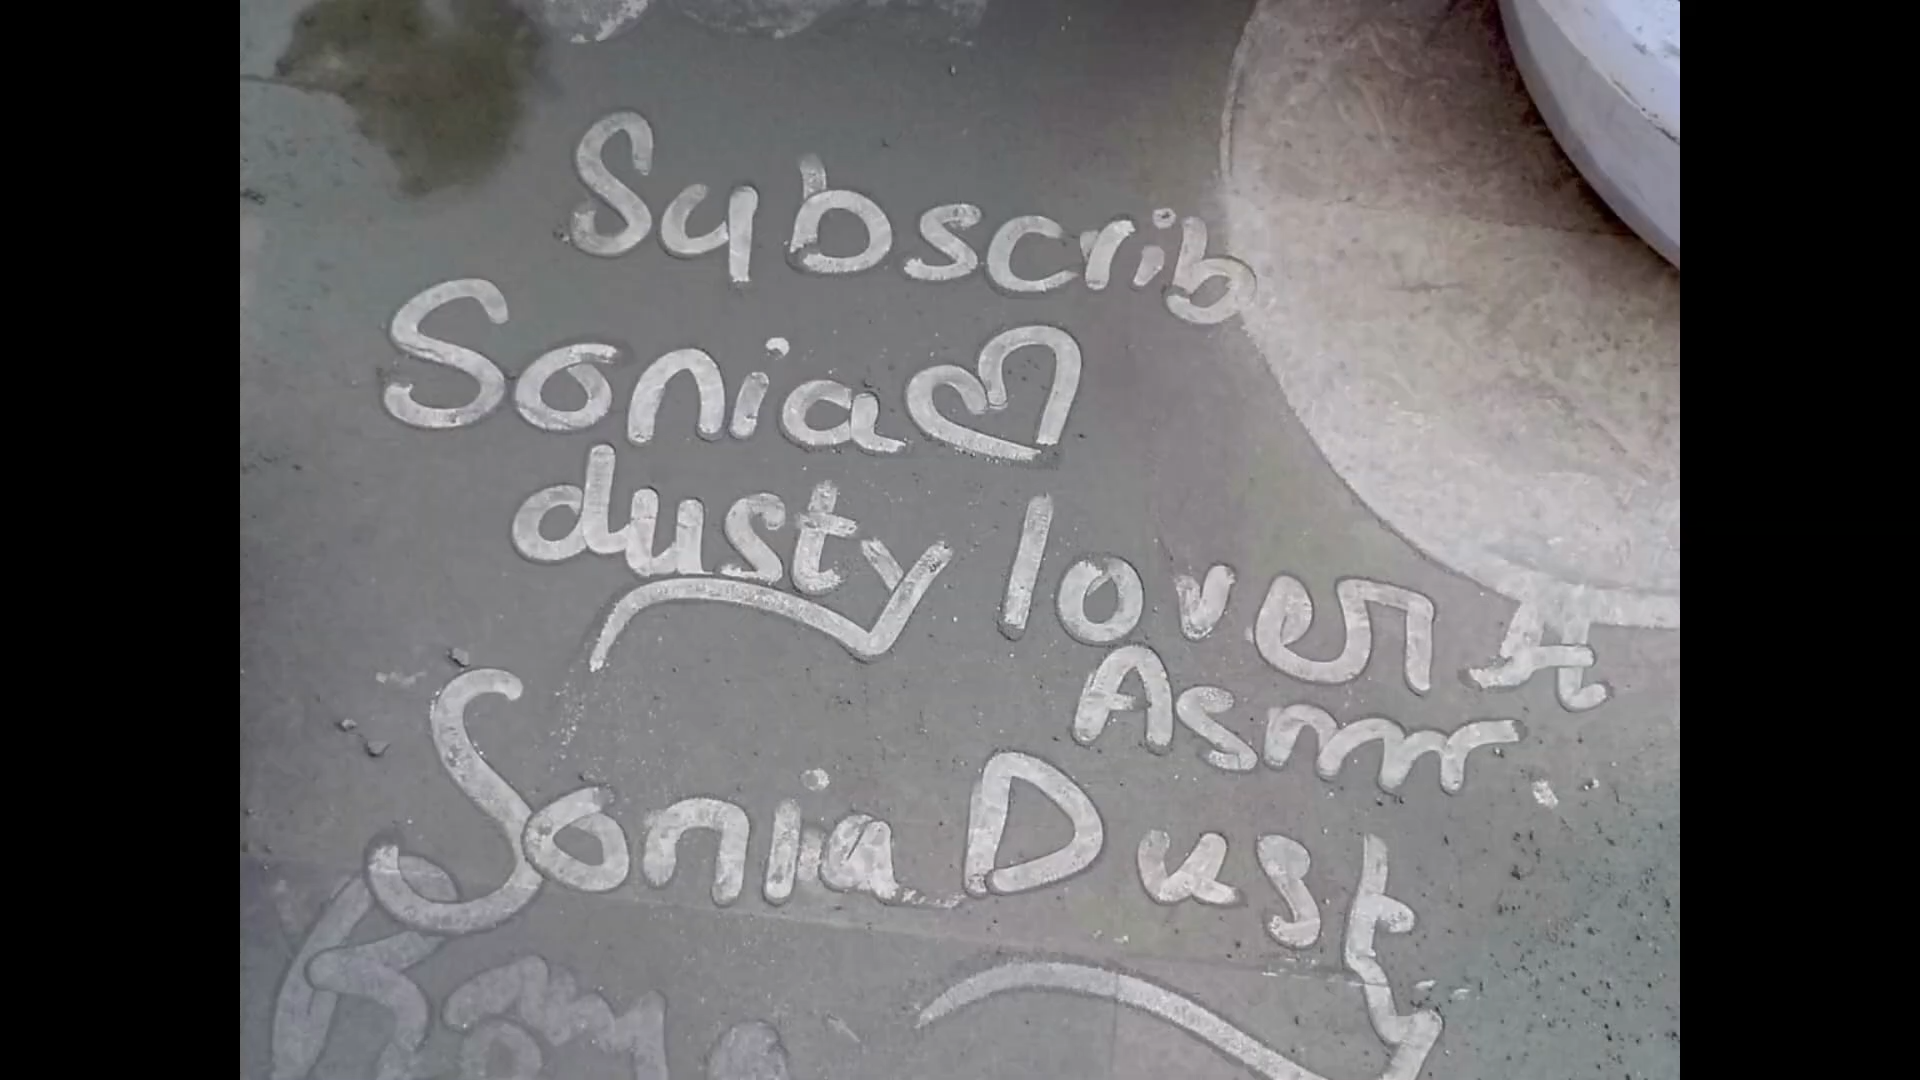 Subscrib
Sonia
dusty lover
Asmr
Sonia Dust